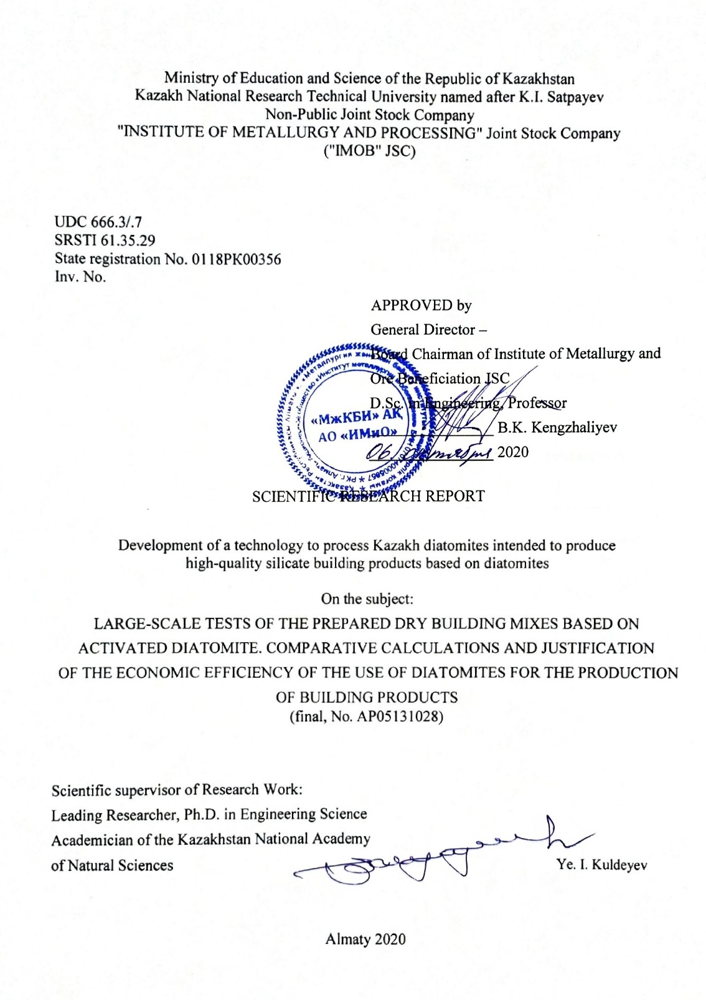 Ministry of Education and Science of the Republic of Kazakhstan
Kazakh National Research Technical University named after K.I. Satpayev
Non-Public Joint Stock Company
"INSTITUTE OF METALLURGY AND PROCESSING" Joint Stock Company
("IMOB" JSC)
UDC 666.3/.7
SRSTI 61.35.29
State registration No. 0118РК00356
Inv. No.
APPROVED by
General Director –
Board Chairman of Institute of Metallurgy and
Ore Beneficiation JSC
D.Sc. in Engineering, Professor
B.K. Kengzhaliyev
06. октября 2020
«МжКБИ» АҚ
АО «ИМиО»
SCIENTIFIC RESEARCH REPORT
Development of a technology to process Kazakh diatomites intended to produce
high-quality silicate building products based on diatomites
On the subject:
LARGE-SCALE TESTS OF THE PREPARED DRY BUILDING MIXES BASED ON
ACTIVATED DIATOMITE. COMPARATIVE CALCULATIONS AND JUSTIFICATION
OF THE ECONOMIC EFFICIENCY OF THE USE OF DIATOMITES FOR THE PRODUCTION
OF BUILDING PRODUCTS
(final, No. AP05131028)
Scientific supervisor of Research Work:
Leading Researcher, Ph.D. in Engineering Science
Academician of the Kazakhstan National Academy
of Natural Sciences
Ye. I. Kuldeyev
Almaty 2020